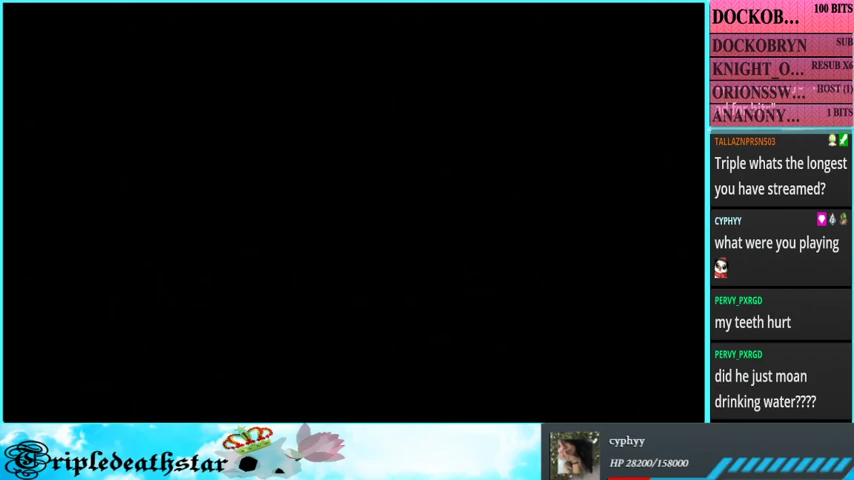 DOCKOB... 100 BITS
DOCKOBRYN SUB
KNIGHT_O... RESUB X6
ORIONSSW... HOST (1)
ANANONY... 1 BITS
TALLAZNPRSN503
Triple whats the longest
you have streamed?
CYPHYY
what were you playing
PERVY_PXRGD
my teeth hurt
PERVY_PXRGD
did he just moan
drinking water????
Tripledeathstar
cyphyy
HP 28200/158000